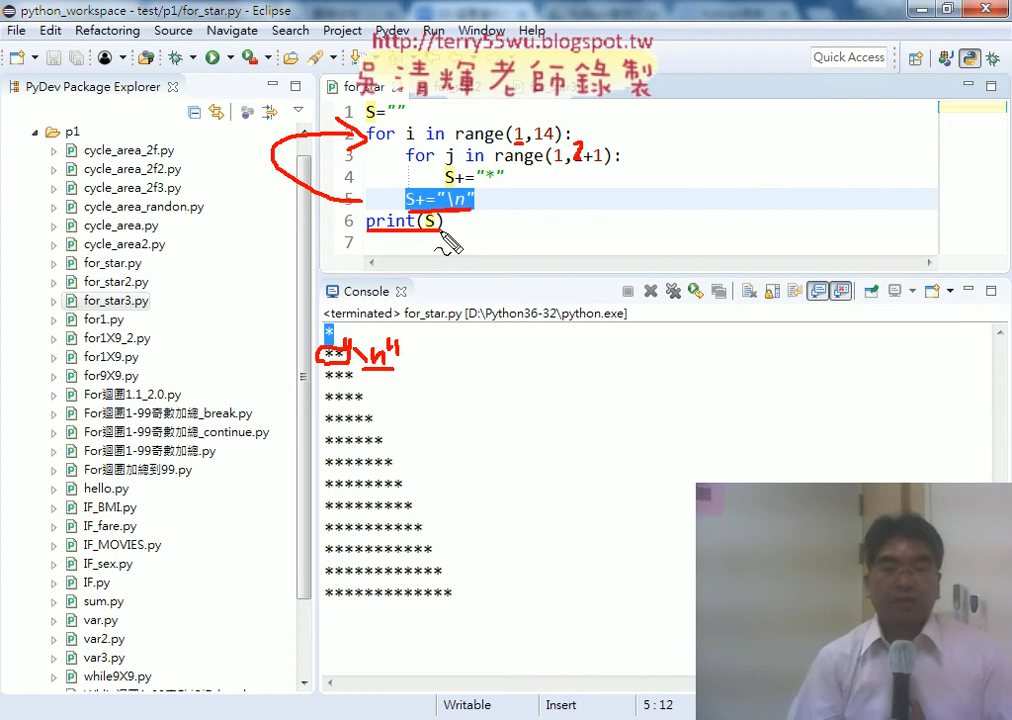 python_workspace - test/p1/for_star.py - Eclipse
File Edit Refactoring Source Navigate Search Project Pydev Run Window Help
http://terry55wu.blogspot.tw
吳清輝老師錄製
Quick Access
PyDev Package Explorer
p1
cycle_area_2f.py
cycle_area_2f2.py
cycle_area_2f3.py
cycle_area_randon.py
cycle_area.py
cycle_area2.py
for_star.py
for_star2.py
for_star3.py
for1.py
for1X9_2.py
for1X9.py
for9X9.py
For迴圈1.1_2.0.py
For迴圈1-99奇數加總_break.py
For迴圈1-99奇數加總_continue.py
For迴圈1-99奇數加總.py
For迴圈加總到99.py
hello.py
IF_BMI.py
IF_fare.py
IF_MOVIES.py
IF_sex.py
IF.py
sum.py
var.py
var2.py
var3.py
while9X9.py
for_star
1 S=""
2 for i in range(1,14):
3 for j in range(1,i+1):
4 S+="*"
5 S+="\n"
6 print(S)
7
Console
<terminated> for_star.py [D:\Python36-32\python.exe]
*
** "\n"
***
****
*****
******
*******
********
*********
**********
***********
************
*************
Writable Insert 5 : 12